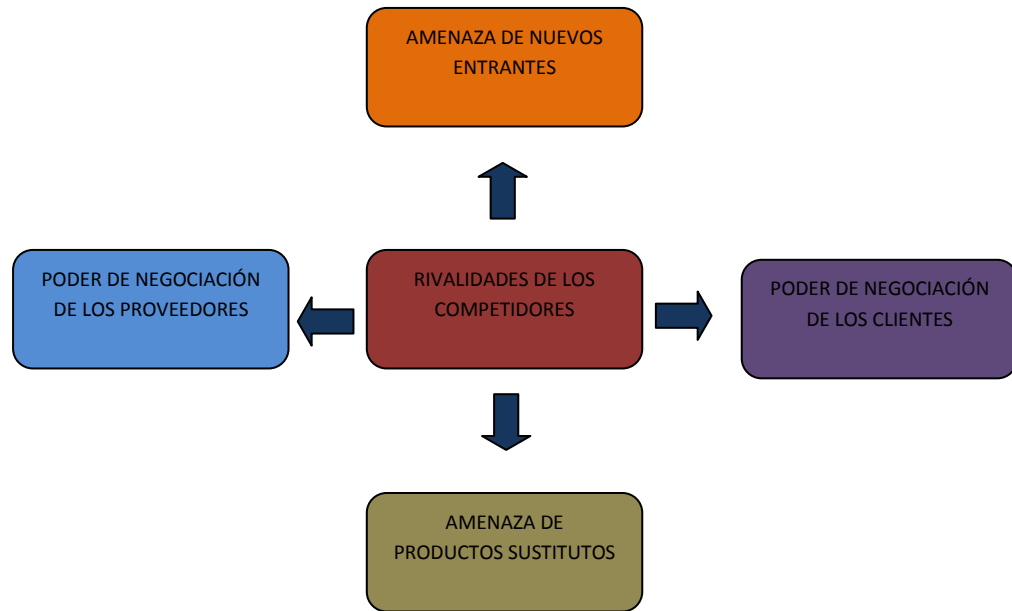 AMENAZA DE NUEVOS
ENTRANTES
PODER DE NEGOCIACIÓN
DE LOS PROVEEDORES
RIVALIDADES DE LOS
COMPETIDORES
PODER DE NEGOCIACIÓN
DE LOS CLIENTES
AMENAZA DE
PRODUCTOS SUSTITUTOS